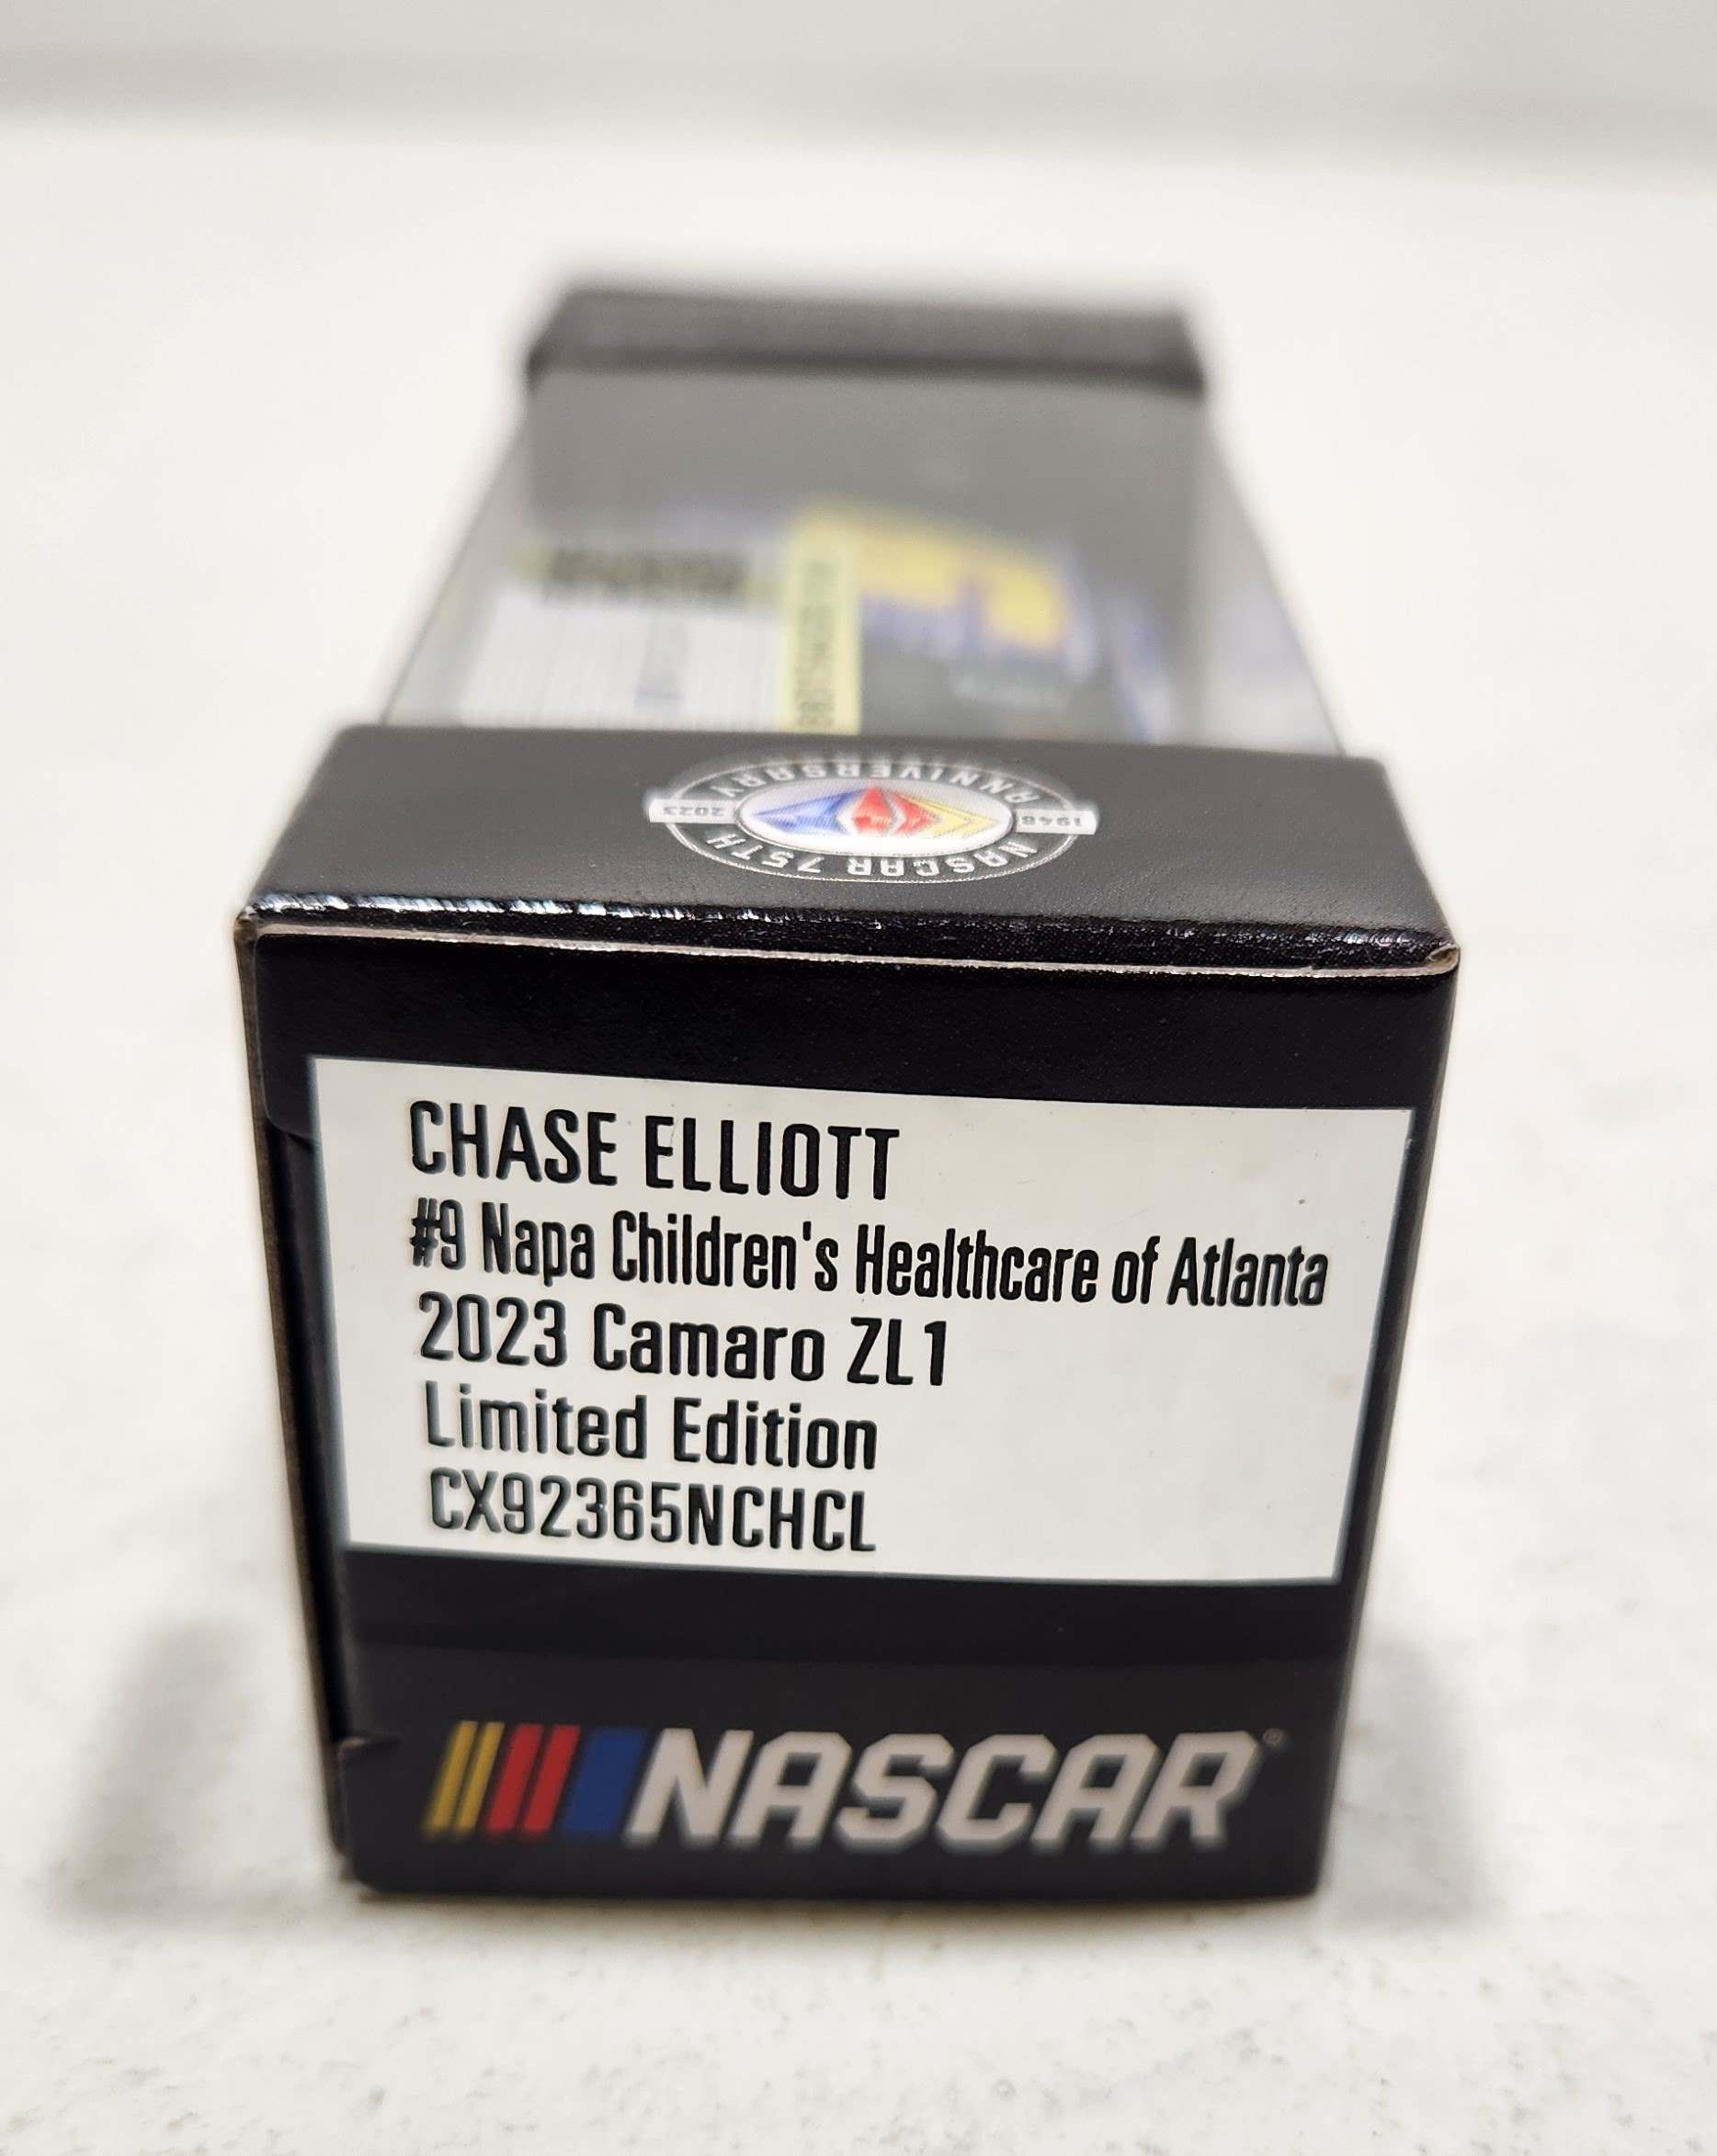 NASCAR 75TH
ANNIVERSARY
1948
2023
CHASE ELLIOTT
#9 Napa Children's Healthcare of Atlanta
2023 Camaro ZL1
Limited Edition
CX92365NCHCL
NASCAR®